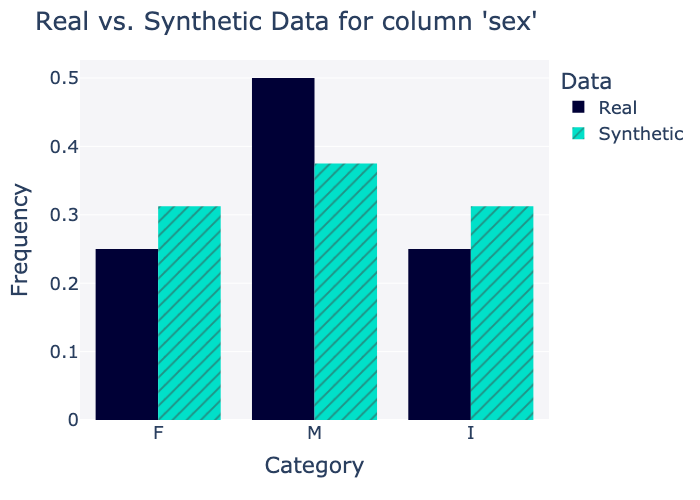 Real vs. Synthetic Data for column 'sex'
Data
Real
Synthetic
Frequency
0.5
0.4
0.3
0.2
0.1
0
F M I
Category